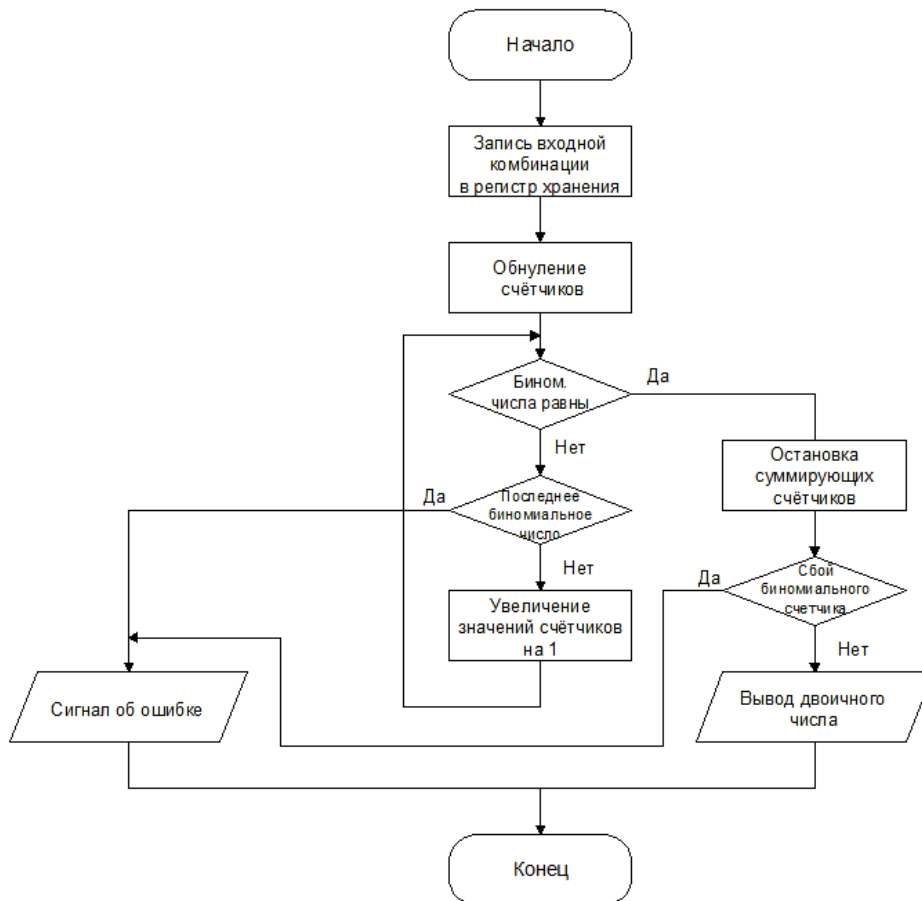 Начало
Запись входной
комбинации
в регистр хранения
Обнуление
счётчиков
Бином.
числа равны
Да
Нет
Остановка
суммирующих
счётчиков
Последнее
биномиальное
число
Да
Нет
Сбой
биномиального
счетчика
Да
Нет
Увеличение
значений счётчиков
на 1
Сигнал об ошибке
Вывод двоичного
числа
Конец